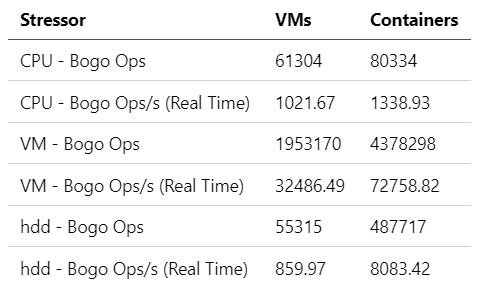 Stressor VMs Containers
CPU - Bogo Ops 61304 80334
CPU - Bogo Ops/s (Real Time) 1021.67 1338.93
VM - Bogo Ops 1953170 4378298
VM - Bogo Ops/s (Real Time) 32486.49 72758.82
hdd - Bogo Ops 55315 487717
hdd - Bogo Ops/s (Real Time) 859.97 8083.42